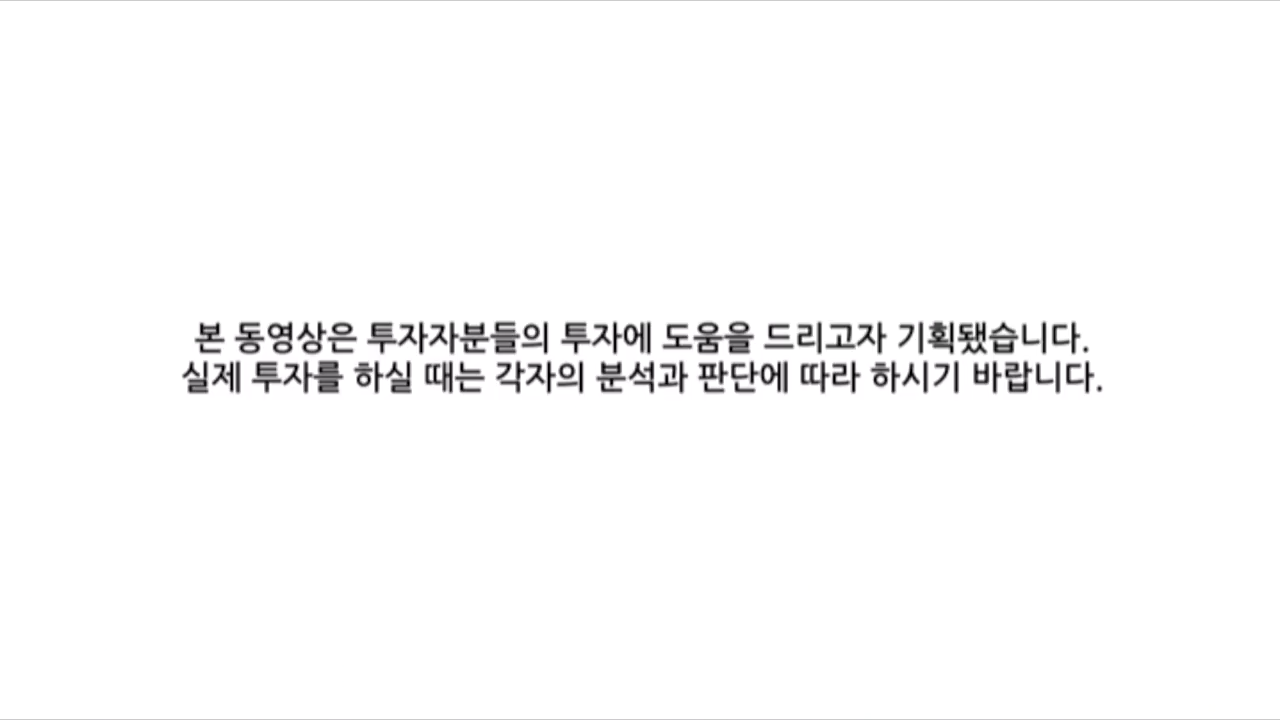 본 동영상은 투자자분들의 투자에 도움을 드리고자 기획됐습니다.
실제 투자를 하실 때는 각자의 분석과 판단에 따라 하시기 바랍니다.